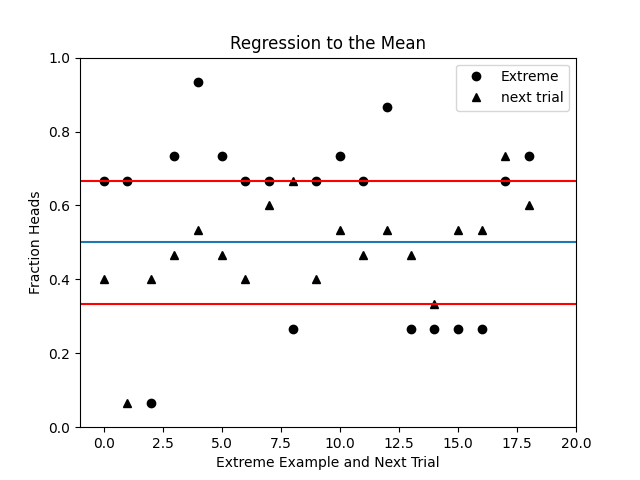 Regression to the Mean
Extreme
next trial
Fraction Heads
1.0
0.8
0.6
0.4
0.2
0.0
0.0 2.5 5.0 7.5 10.0 12.5 15.0 17.5 20.0
Extreme Example and Next Trial